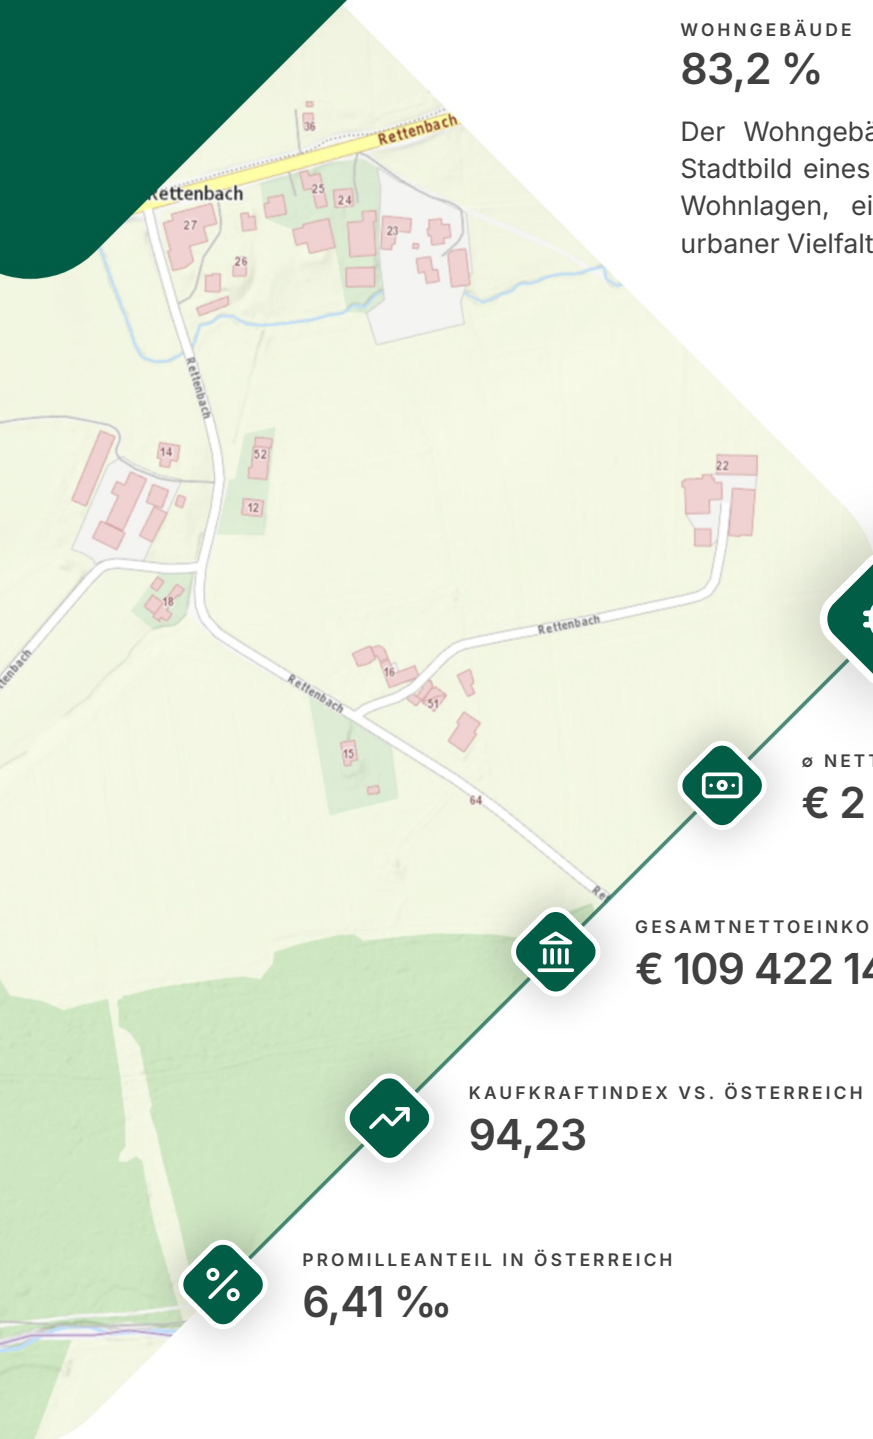 WOHNGEBÄUDE
83,2 %
Der Wohngebä
Stadtbild eines
Wohnlagen, ei
urbaner Vielfalt
36
Rettenbach
Rettenbach
25
24
27
23
26
Rettenbach
14
52
12
22
18
Rettenbach
tenbach
16
Rettenbach
51
15
64
Ret
ø NETT
€ 2
GESAMTNETTOEINKO
€ 109 422 14
KAUFKRAFTINDEX VS. ÖSTERREICH
94,23
PROMILLEANTEIL IN ÖSTERREICH
6,41 ‰